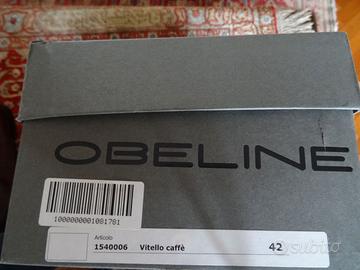 OBELINE
1000000001081781
Articolo
1540006 Vitello caffè 42
subito